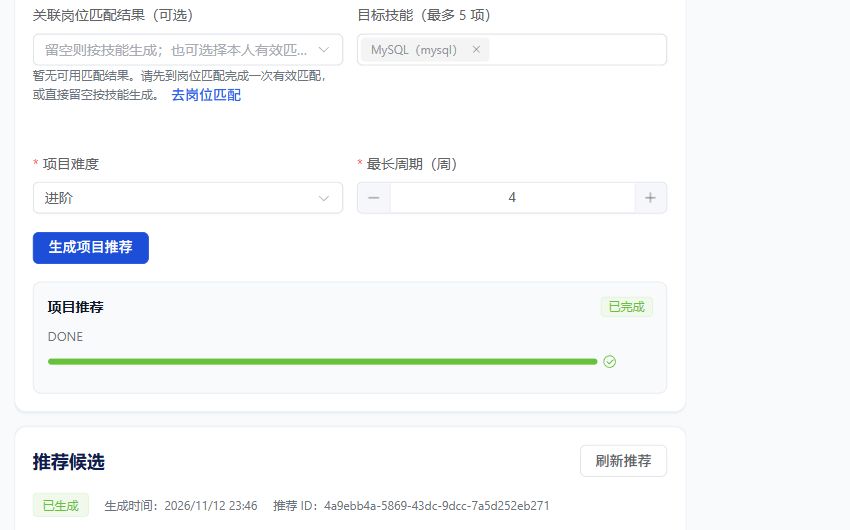 关联岗位匹配结果（可选）
目标技能（最多 5 项）
留空则按技能生成；也可选择本人有效匹...
MySQL（mysql）
暂无可用匹配结果。请先到岗位匹配完成一次有效匹配，
或直接留空按技能生成。 去岗位匹配
* 项目难度
* 最长周期（周）
进阶
4
生成项目推荐
项目推荐
已完成
DONE
推荐候选
刷新推荐
已生成 生成时间：2026/11/12 23:46 推荐 ID：4a9ebb4a-5869-43dc-9dcc-7a5d252eb271